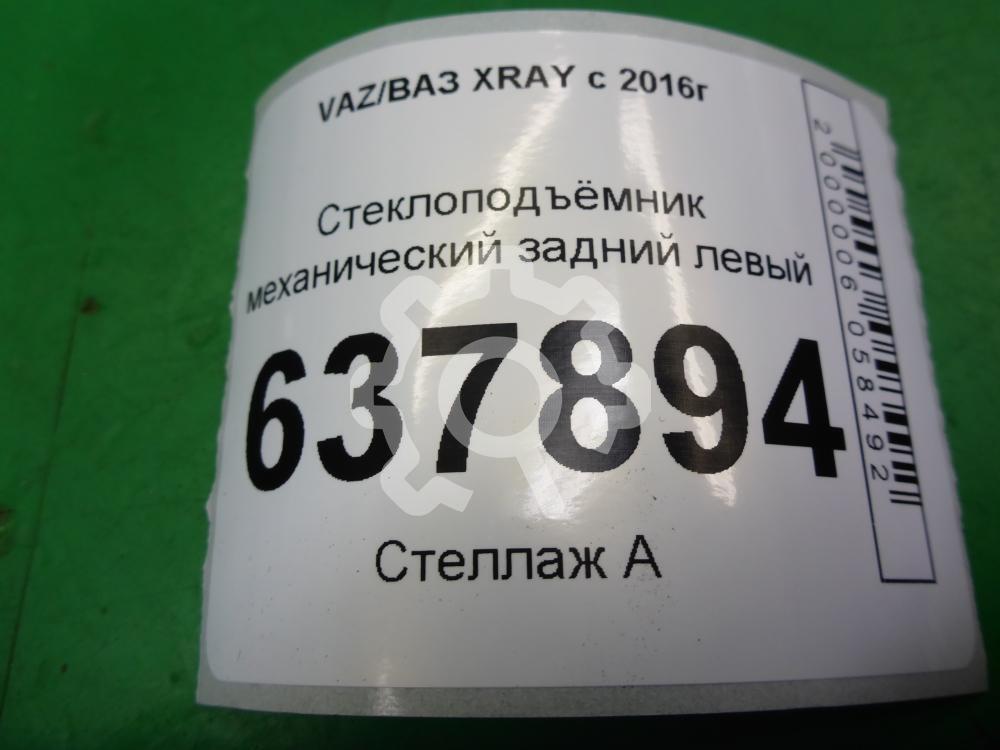 VAZ/ВАЗ XRAY с 2016г
Стеклоподъёмник
механический задний левый
637894
Стеллаж А
2000006058492